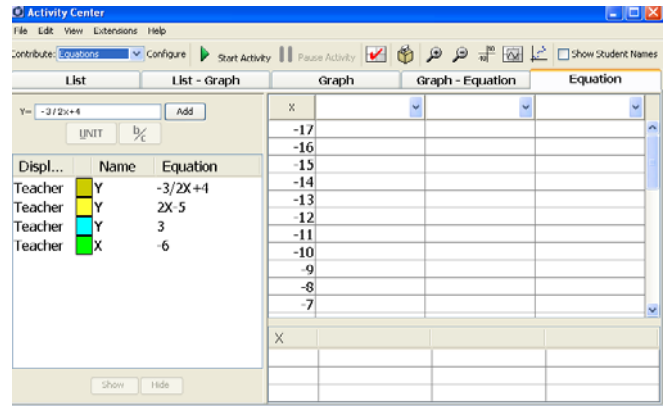 Activity Center
File Edit View Extensions Help
Contribute: Equations Configure Start Activity Pause Activity Show Student Names
List List - Graph Graph Graph - Equation Equation
Y= -3/2x+4 Add
UNIT b/c
Displ... Name Equation
Teacher Y -3/2X+4
Teacher Y 2X-5
Teacher Y 3
Teacher X -6
Show Hide
X
-17
-16
-15
-14
-13
-12
-11
-10
-9
-8
-7
X